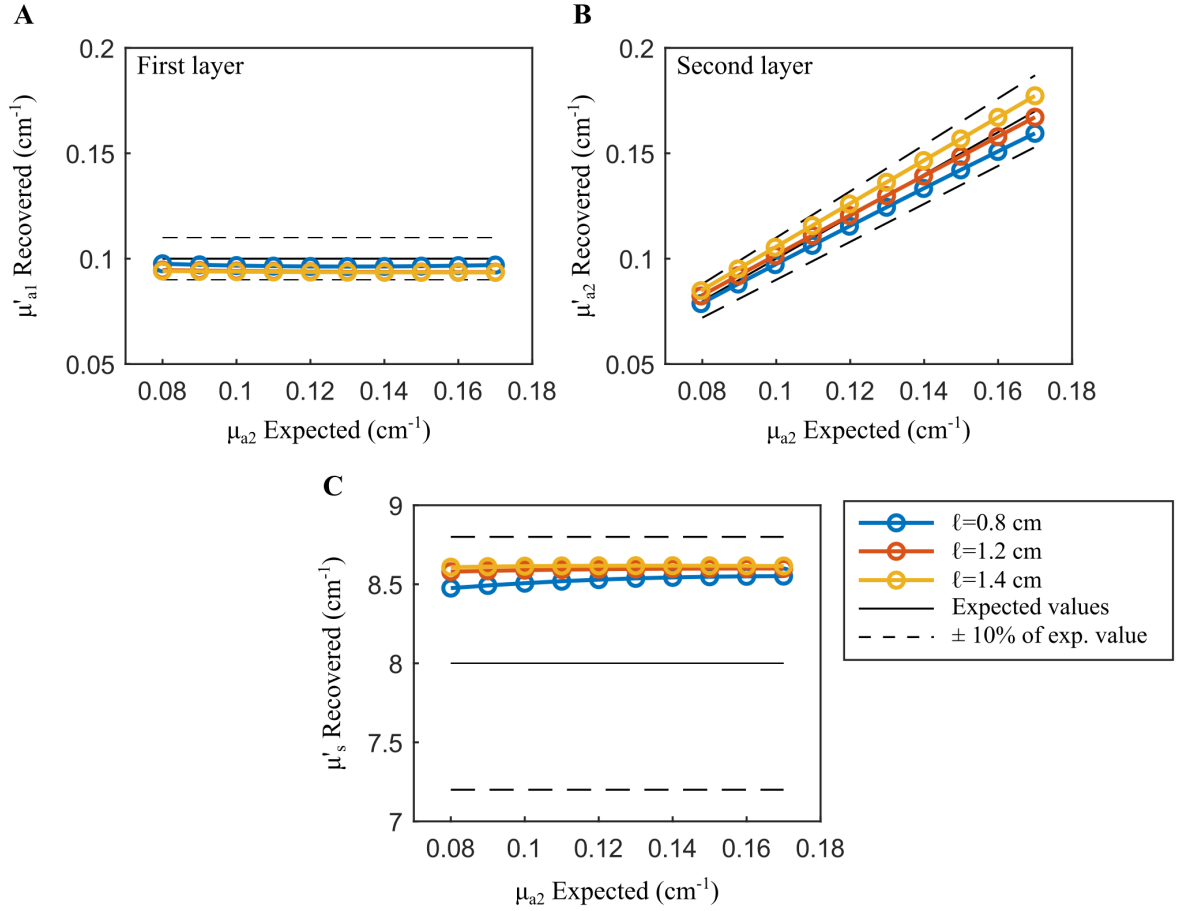 A
First layer
0.2
0.15
0.1
0.05
0.08 0.1 0.12 0.14 0.16 0.18
μ'a1 Recovered (cm-1)
μa2 Expected (cm-1)
B
Second layer
0.2
0.15
0.1
0.05
0.08 0.1 0.12 0.14 0.16 0.18
μ'a2 Recovered (cm-1)
μa2 Expected (cm-1)
C
9
8.5
8
7.5
7
0.08 0.1 0.12 0.14 0.16 0.18
μ's Recovered (cm-1)
μa2 Expected (cm-1)
ℓ=0.8 cm
ℓ=1.2 cm
ℓ=1.4 cm
Expected values
± 10% of exp. value